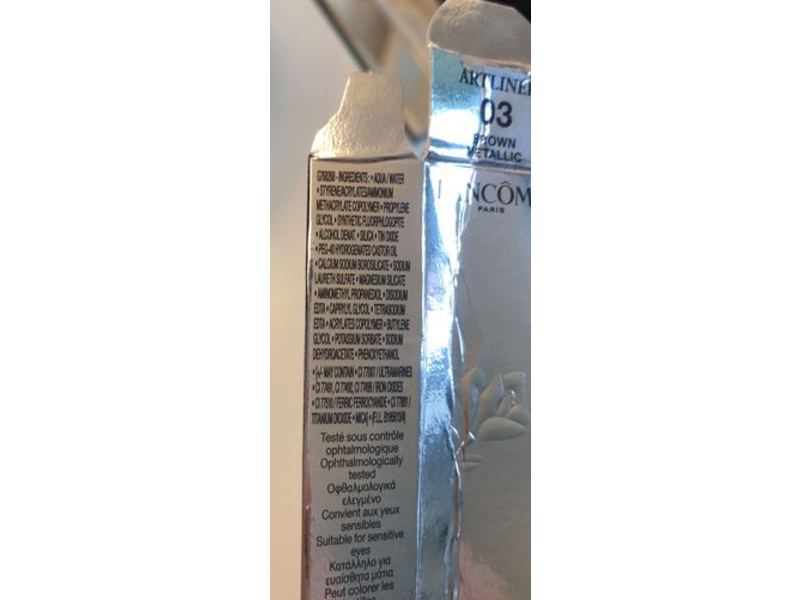 ARTLINE
03
BROWN
METALLIC
NCÔM
PARIS
G768268 - INGREDIENTS: • AQUA / WATER
• STYRENE/ACRYLATES/AMMONIUM
METHACRYLATE COPOLYMER • PROPYLENE
GLYCOL • SYNTHETIC FLUORPHLOGOPITE
• ALCOHOL DENAT. • SILICA • TIN OXIDE
• PEG-40 HYDROGENATED CASTOR OIL
• CALCIUM SODIUM BOROSILICATE • SODIUM
LAURETH SULFATE • MAGNESIUM SILICATE
• AMINOMETHYL PROPANEDIOL • DISODIUM
EDTA • CAPRYLYL GLYCOL • TETRASODIUM
EDTA • ACRYLATES COPOLYMER • BUTYLENE
GLYCOL • POTASSIUM SORBATE • SODIUM
DEHYDROACETATE • PHENOXYETHANOL
• [+/- MAY CONTAIN • CI 77007 / ULTRAMARINES
• CI 77491, CI 77492, CI 77499 / IRON OXIDES
• CI 77510 / FERRIC FERROCYANIDE • CI 77891 /
TITANIUM DIOXIDE • MICA] • (F.I.L.
Testé sous contrôle
ophtalmologique
Ophthalmologically
tested
Οφθαλμολογικά
ελεγμένο
Convient aux yeux
sensibles
Suitable for sensitive
eyes
Κατάλληλο για
ευαίσθητα μάτια
Peut colorer les